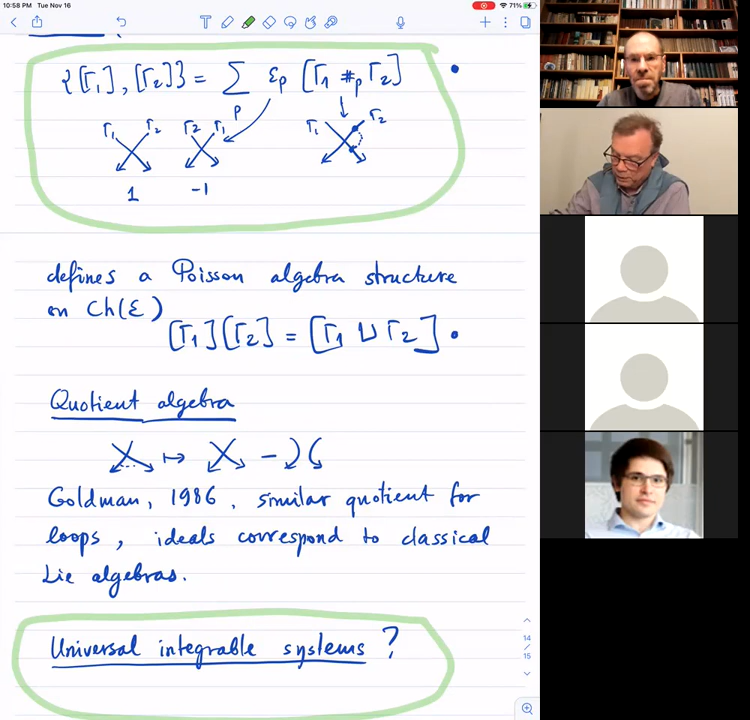 10:58 PM Tue Nov 16
71%
{[Γ1], [Γ2]} = ∑ εp [Γ1 #p Γ2] •
p
Γ1 Γ2 Γ2 Γ1 Γ1 Γ2
1 -1
defines a Poisson algebra structure
on Ch(Σ)
[Γ1][Γ2] = [Γ1 ⊔ Γ2] •
Quotient algebra
↦ −
Goldman, 1986, similar quotient for
loops, ideals correspond to classical
Lie algebras.
Universal integrable systems ?
14
/
15